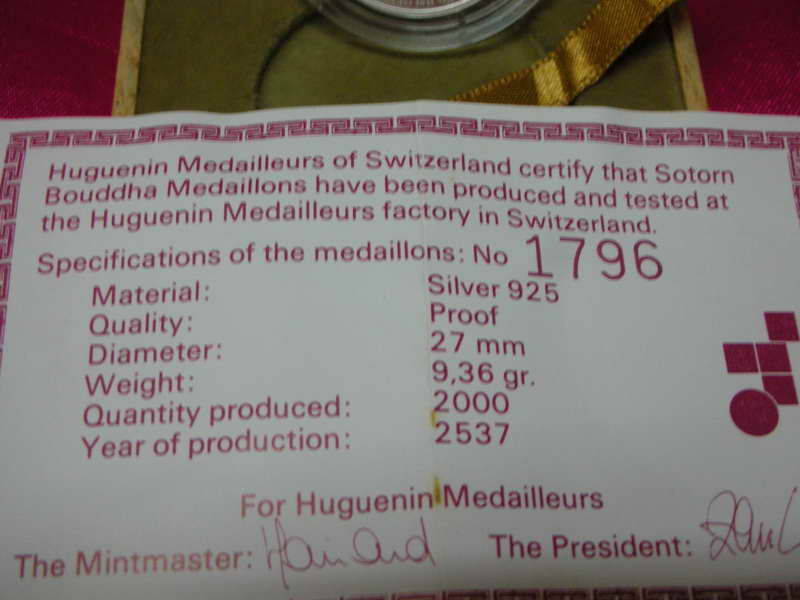 Huguenin Medailleurs of Switzerland certify that Sotorn
Bouddha Medaillons have been produced and tested at
the Huguenin Medailleurs factory in Switzerland.
Specifications of the medaillons: No 1796
Material: Silver 925
Quality: Proof
Diameter: 27 mm
Weight: 9,36 gr.
Quantity produced: 2000
Year of production: 2537
For Huguenin Medailleurs
The Mintmaster: The President: